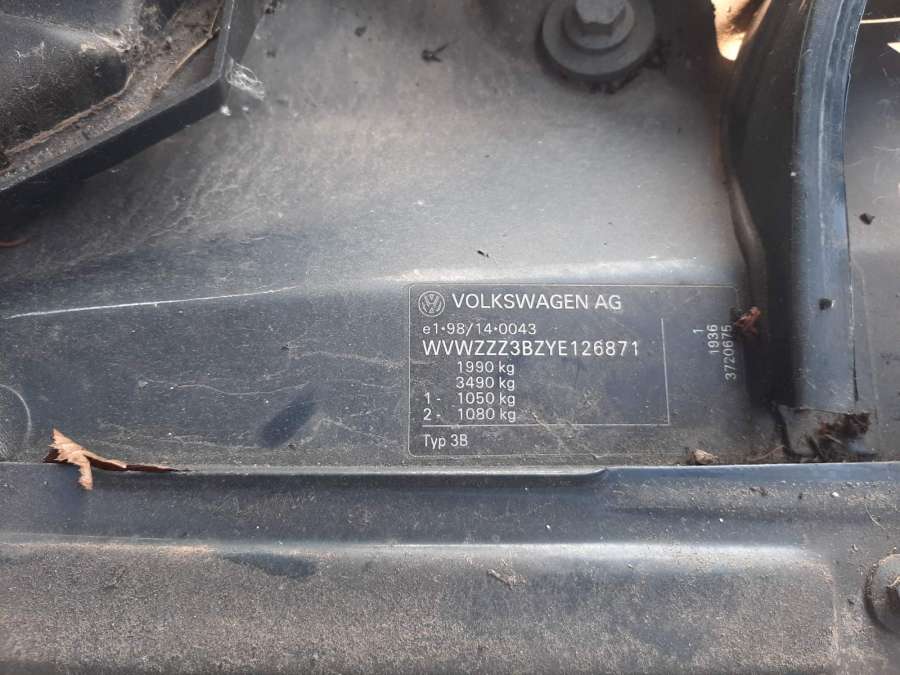 VOLKSWAGEN AG
e1•98/14•0043
WVWZZZ3BZYE126871
1990 kg
3490 kg
1 - 1050 kg
2 - 1080 kg
Typ 3B
1
1936
3720675